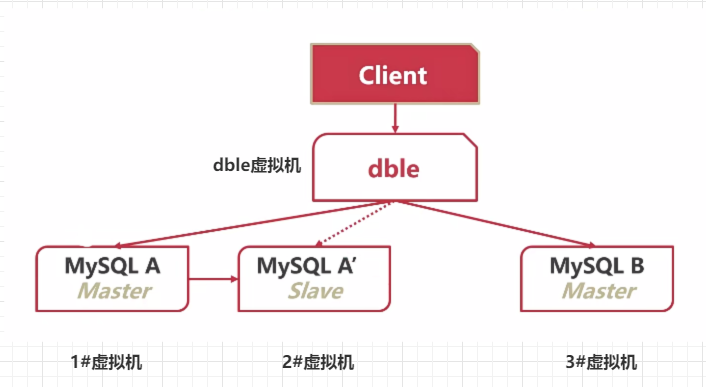 Client
dble虚拟机
dble
MySQL A
Master
MySQL A′
Slave
MySQL B
Master
1#虚拟机
2#虚拟机
3#虚拟机